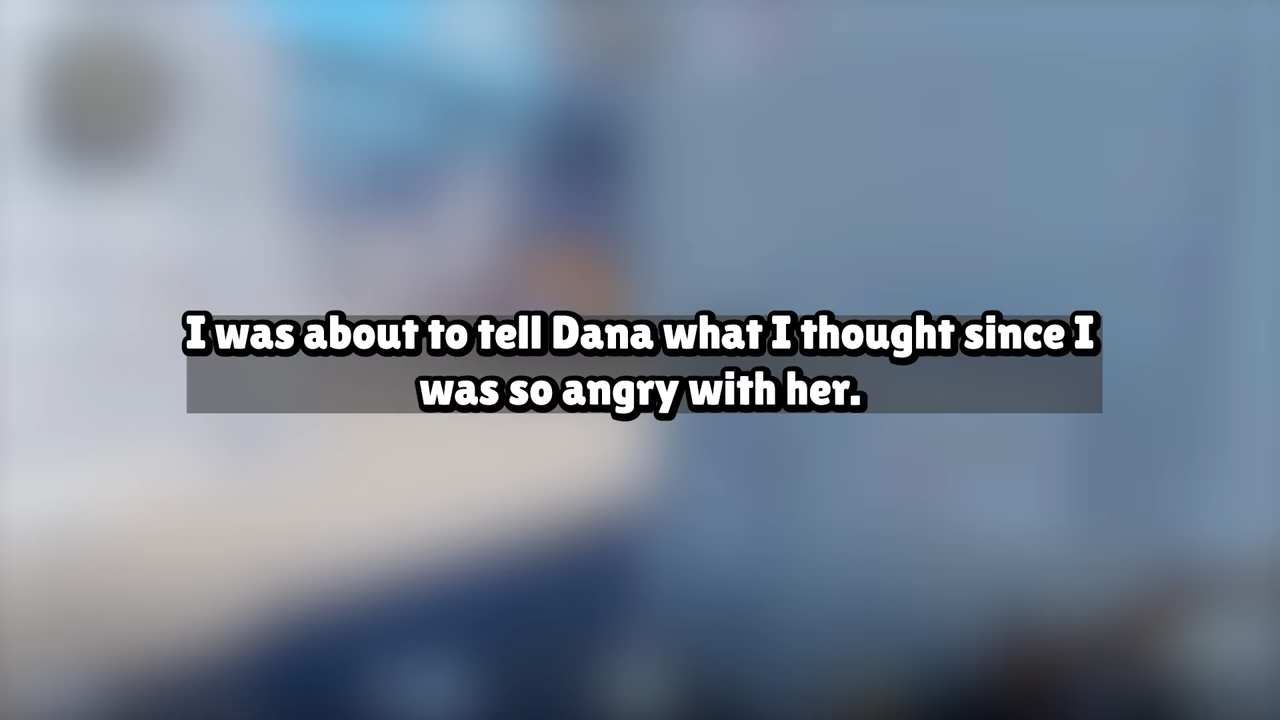 I was about to tell Dana what I thought since I
was so angry with her.